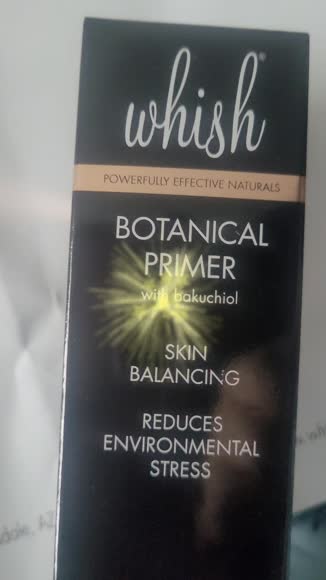 whish®
POWERFULLY EFFECTIVE NATURALS
BOTANICAL
PRIMER
with bakuchiol
SKIN
BALANCING
REDUCES
ENVIRONMENTAL
STRESS